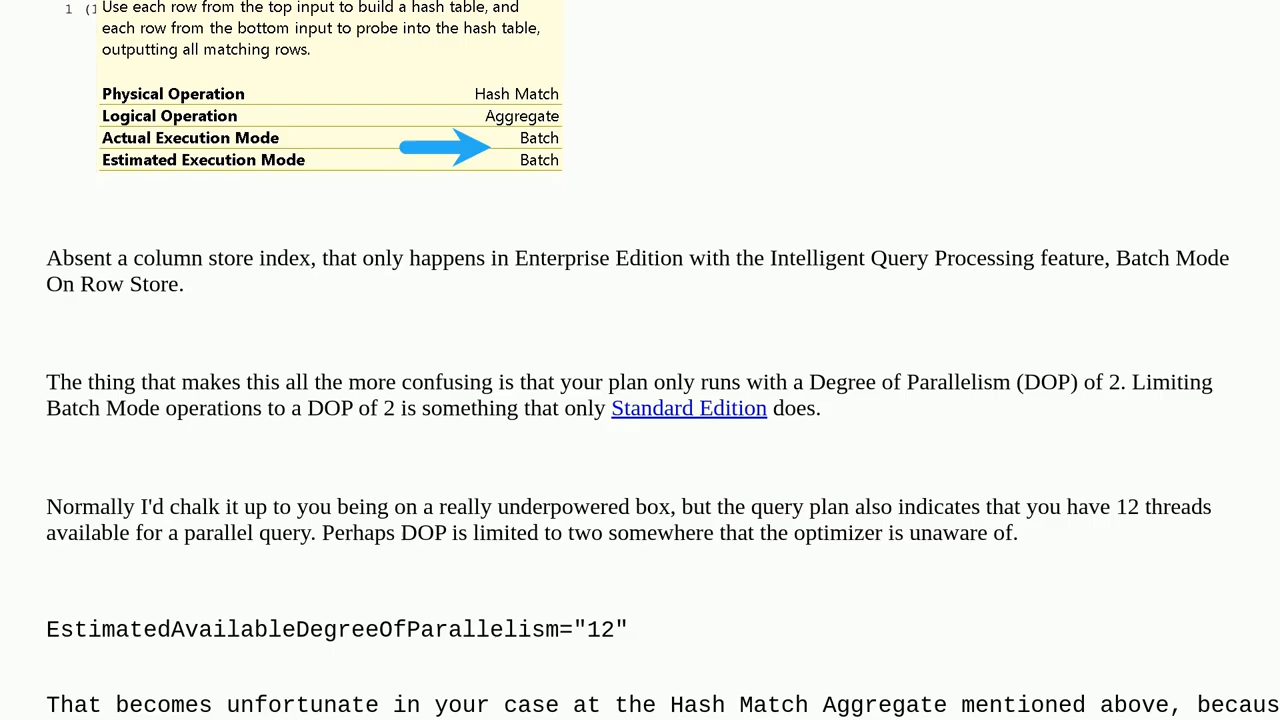 1 (1
Use each row from the top input to build a hash table, and
each row from the bottom input to probe into the hash table,
outputting all matching rows.
Physical Operation Hash Match
Logical Operation Aggregate
Actual Execution Mode Batch
Estimated Execution Mode Batch
Absent a column store index, that only happens in Enterprise Edition with the Intelligent Query Processing feature, Batch Mode
On Row Store.
The thing that makes this all the more confusing is that your plan only runs with a Degree of Parallelism (DOP) of 2. Limiting
Batch Mode operations to a DOP of 2 is something that only Standard Edition does.
Normally I'd chalk it up to you being on a really underpowered box, but the query plan also indicates that you have 12 threads
available for a parallel query. Perhaps DOP is limited to two somewhere that the optimizer is unaware of.
EstimatedAvailableDegreeOfParallelism="12"
That becomes unfortunate in your case at the Hash Match Aggregate mentioned above, becaus